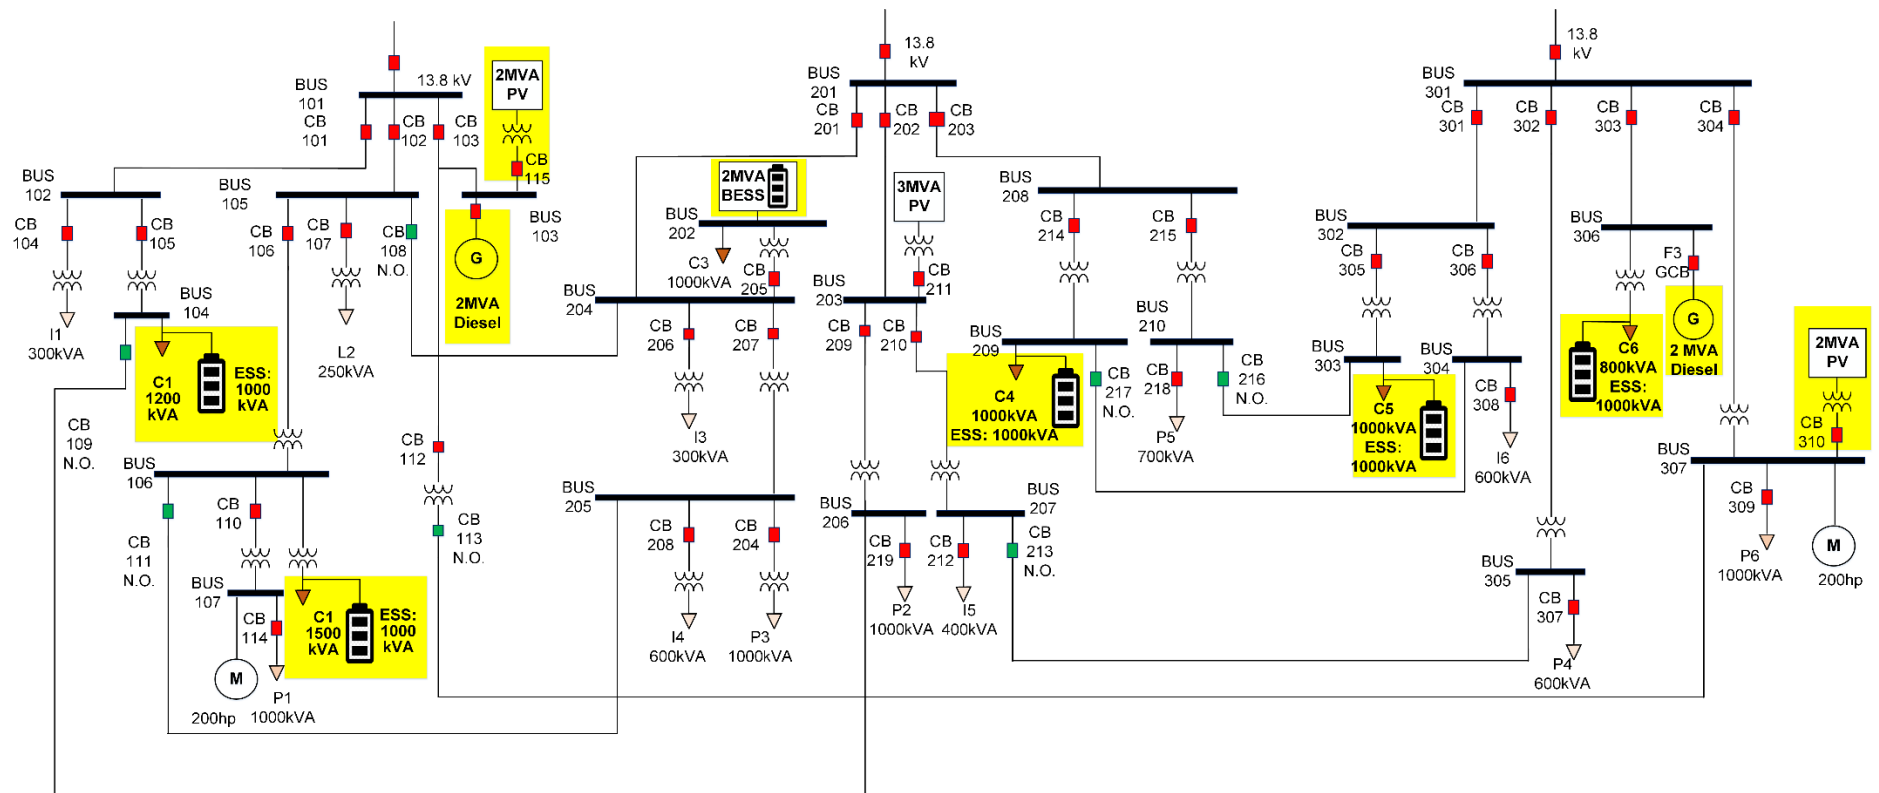 13.8 kV
BUS
101
CB
101
CB
102
CB
103
2MVA
PV
CB
115
BUS
102
CB
104
CB
105
BUS
105
CB
106
CB
107
CB
108
N.O.
BUS
103
G
2MVA
Diesel
I1
300kVA
BUS
104
C1
1200
kVA
ESS:
1000
kVA
L2
250kVA
CB
109
N.O.
CB
112
CB
113
N.O.
BUS
106
CB
110
CB
111
N.O.
BUS
107
CB
114
M
200hp
P1
1000kVA
C1
1500
kVA
ESS:
1000
kVA
13.8
kV
BUS
201
CB
201
CB
202
CB
203
2MVA
BESS
BUS
202
C3
1000kVA
CB
205
BUS
204
CB
206
CB
207
I3
300kVA
BUS
205
CB
208
CB
204
I4
600kVA
P3
1000kVA
3MVA
PV
CB
211
BUS
203
CB
209
CB
210
BUS
206
CB
219
P2
1000kVA
BUS
207
CB
212
CB
213
N.O.
I5
400kVA
BUS
208
CB
214
CB
215
BUS
209
C4
1000kVA
ESS: 1000kVA
CB
217
N.O.
BUS
210
CB
218
CB
216
N.O.
P5
700kVA
13.8
kV
BUS
301
CB
301
CB
302
CB
303
CB
304
BUS
302
CB
305
CB
306
BUS
303
C5
1000kVA
ESS:
1000kVA
BUS
304
CB
308
I6
600kVA
BUS
306
F3
GCB
G
2 MVA
Diesel
C6
800kVA
ESS:
1000kVA
2MVA
PV
CB
310
BUS
307
CB
309
P6
1000kVA
M
200hp
BUS
305
CB
307
P4
600kVA